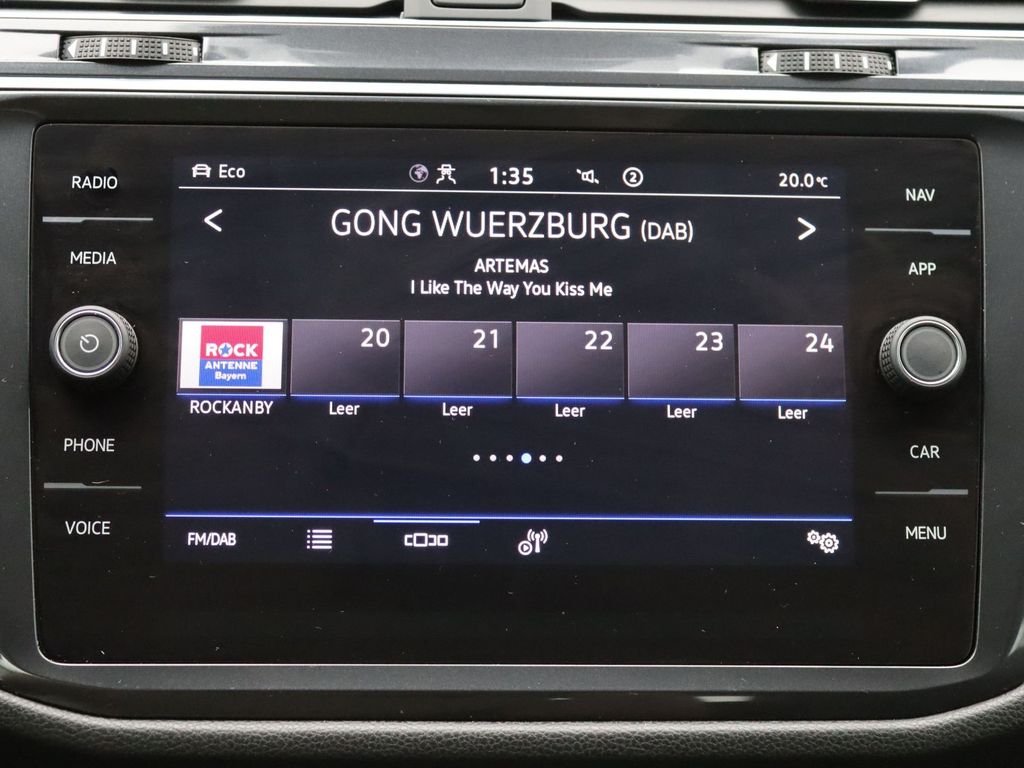 Eco
1:35
2
20.0°C
RADIO
MEDIA
PHONE
VOICE
NAV
APP
CAR
MENU
< GONG WUERZBURG (DAB) >
ARTEMAS
I Like The Way You Kiss Me
ROCK
ANTENNE
Bayern
20
21
22
23
24
ROCKANBY
Leer
Leer
Leer
Leer
Leer
FM/DAB